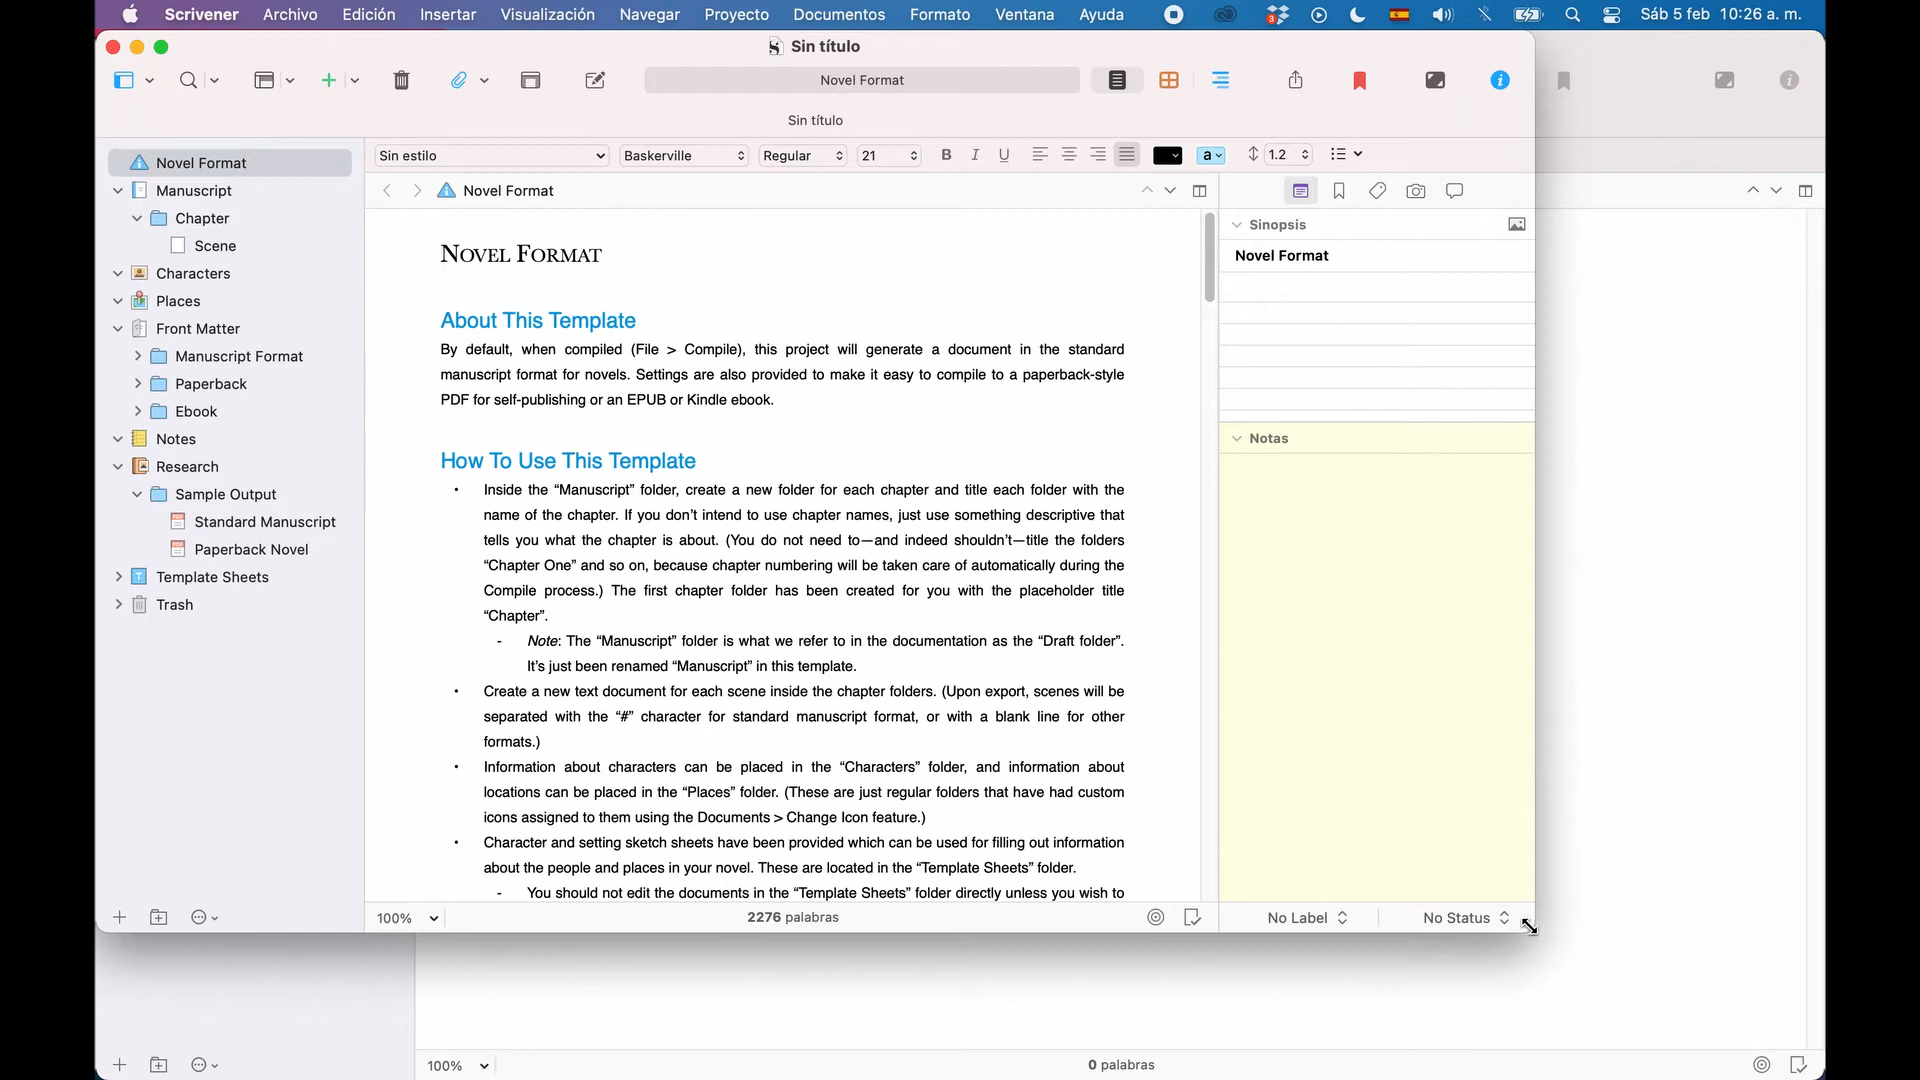 Scrivener Archivo Edición Insertar Visualización Navegar Proyecto Documentos Formato Ventana Ayuda 3 Sáb 5 feb 10:26 a. m.
Sin título
Novel Format
Sin título
Sin estilo Baskerville Regular 21 B I U a 1.2
Novel Format
Manuscript
Chapter
Scene
Characters
Places
Front Matter
Manuscript Format
Paperback
Ebook
Notes
Research
Sample Output
Standard Manuscript
Paperback Novel
Template Sheets
Trash
Novel Format
NOVEL FORMAT
About This Template
By default, when compiled (File > Compile), this project will generate a document in the standard
manuscript format for novels. Settings are also provided to make it easy to compile to a paperback-style
PDF for self-publishing or an EPUB or Kindle ebook.
How To Use This Template
• Inside the “Manuscript” folder, create a new folder for each chapter and title each folder with the
name of the chapter. If you don’t intend to use chapter names, just use something descriptive that
tells you what the chapter is about. (You do not need to—and indeed shouldn’t—title the folders
“Chapter One” and so on, because chapter numbering will be taken care of automatically during the
Compile process.) The first chapter folder has been created for you with the placeholder title
“Chapter”.
- Note: The “Manuscript” folder is what we refer to in the documentation as the “Draft folder”.
It’s just been renamed “Manuscript” in this template.
• Create a new text document for each scene inside the chapter folders. (Upon export, scenes will be
separated with the “#” character for standard manuscript format, or with a blank line for other
formats.)
• Information about characters can be placed in the “Characters” folder, and information about
locations can be placed in the “Places” folder. (These are just regular folders that have had custom
icons assigned to them using the Documents > Change Icon feature.)
• Character and setting sketch sheets have been provided which can be used for filling out information
about the people and places in your novel. These are located in the “Template Sheets” folder.
- You should not edit the documents in the “Template Sheets” folder directly unless you wish to
Sinopsis
Novel Format
Notas
100% 2276 palabras No Label No Status
100% 0 palabras